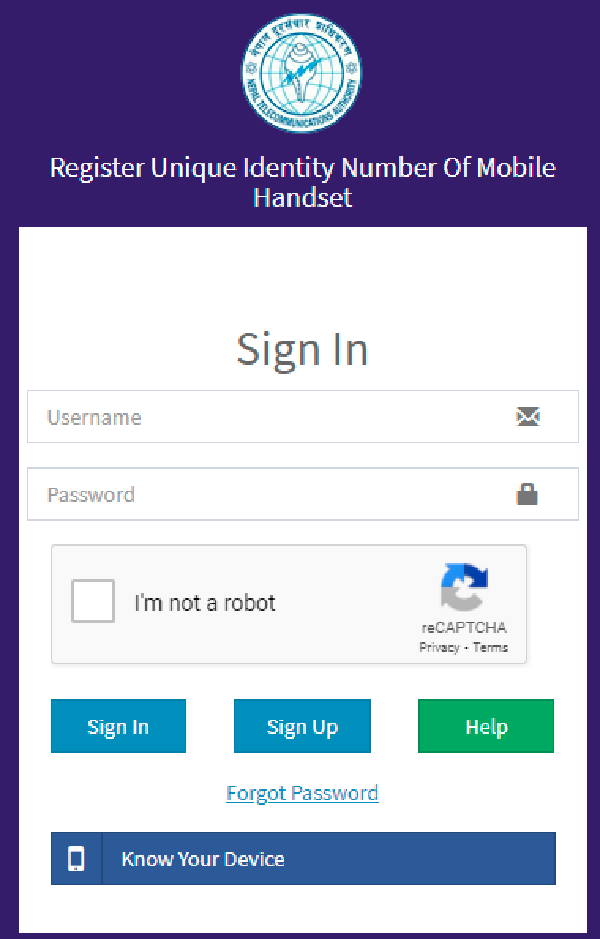 नेपाल दूरसंचार प्राधिकरण
NEPAL TELECOMMUNICATIONS AUTHORITY
Register Unique Identity Number Of Mobile
Handset
Sign In
Username
Password
I'm not a robot
reCAPTCHA
Privacy - Terms
Sign In
Sign Up
Help
Forgot Password
Know Your Device